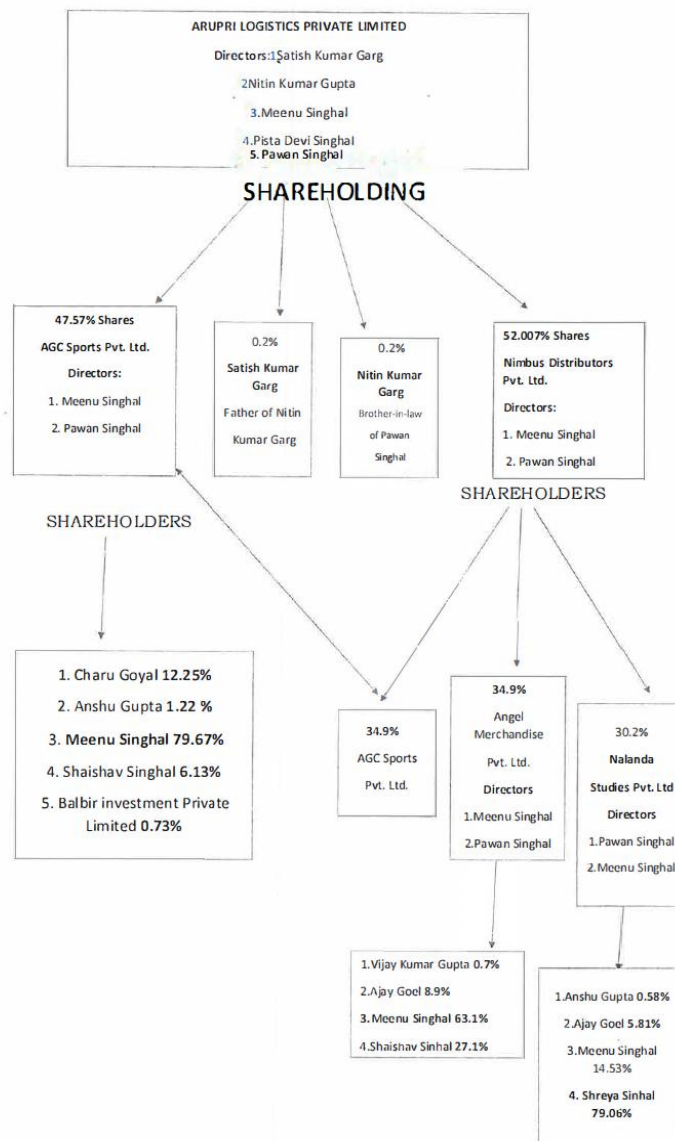 ARUPRI LOGISTICS PRIVATE LIMITED
Directors:1Satish Kumar Garg
2Nitin Kumar Gupta
3.Meenu Singhal
4.Pista Devi Singhal
5. Pawan Singhal
SHAREHOLDING
47.57% Shares
AGC Sports Pvt. Ltd.
Directors:
1. Meenu Singhal
2. Pawan Singhal
0.2%
Satish Kumar
Garg
Father of Nitin
Kumar Garg
0.2%
Nitin Kumar
Garg
Brother-in-law
of Pawan
Singhal
52.007% Shares
Nimbus Distributors
Pvt. Ltd.
Directors:
1. Meenu Singhal
2. Pawan Singhal
SHAREHOLDERS
SHAREHOLDERS
1. Charu Goyal 12.25%
2. Anshu Gupta 1.22 %
3. Meenu Singhal 79.67%
4. Shaishav Singhal 6.13%
5. Balbir investment Private
Limited 0.73%
34.9%
AGC Sports
Pvt. Ltd.
34.9%
Angel
Merchandise
Pvt. Ltd.
Directors
1.Meenu Singhal
2.Pawan Singhal
30.2%
Nalanda
Studies Pvt. Ltd
Directors
1.Pawan Singhal
2.Meenu Singhal
1.Vijay Kumar Gupta 0.7%
2.Ajay Goel 8.9%
3.Meenu Singhal 63.1%
4.Shaishav Sinhal 27.1%
1.Anshu Gupta 0.58%
2.Ajay Goel 5.81%
3.Meenu Singhal
14.53%
4. Shreya Sinhal
79.06%